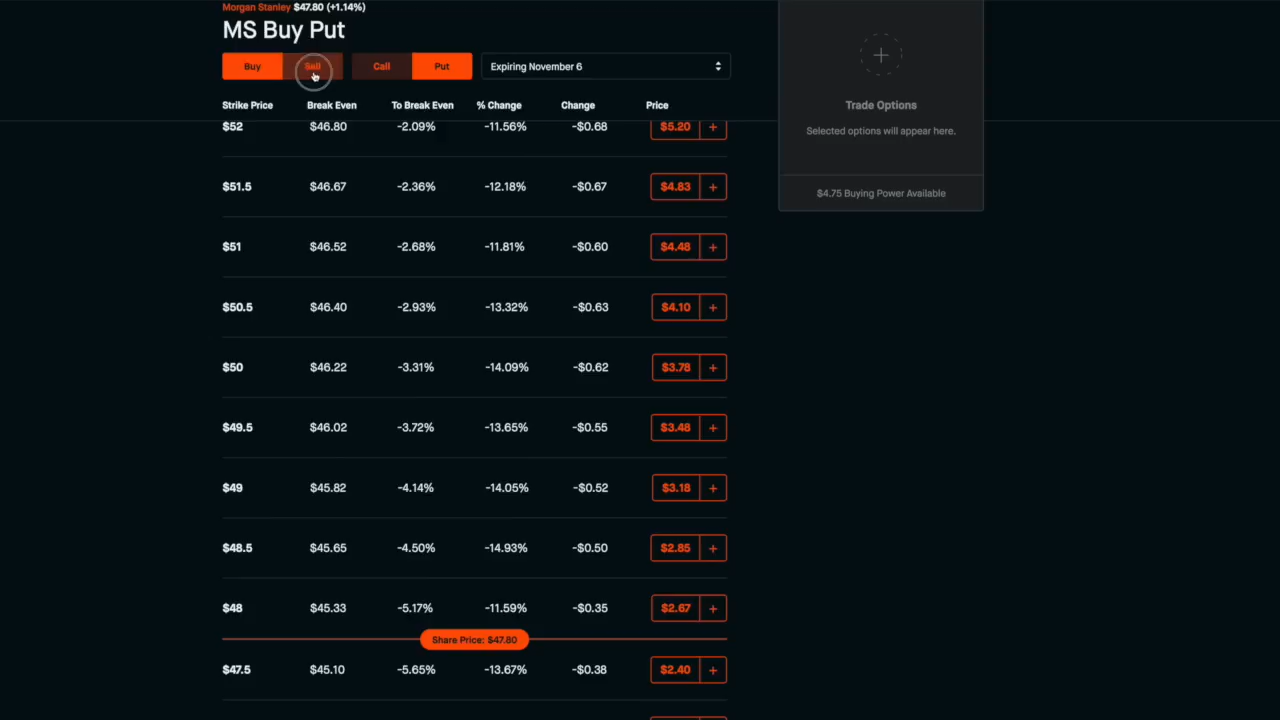 Morgan Stanley $47.80 (+1.14%)
MS Buy Put
Buy Sell Call Put Expiring November 6
Strike Price Break Even To Break Even % Change Change Price
$52 $46.80 -2.09% -11.56% -$0.68 $5.20 +
$51.5 $46.67 -2.36% -12.18% -$0.67 $4.83 +
$51 $46.52 -2.68% -11.81% -$0.60 $4.48 +
$50.5 $46.40 -2.93% -13.32% -$0.63 $4.10 +
$50 $46.22 -3.31% -14.09% -$0.62 $3.78 +
$49.5 $46.02 -3.72% -13.65% -$0.55 $3.48 +
$49 $45.82 -4.14% -14.05% -$0.52 $3.18 +
$48.5 $45.65 -4.50% -14.93% -$0.50 $2.85 +
$48 $45.33 -5.17% -11.59% -$0.35 $2.67 +
Share Price: $47.80
$47.5 $45.10 -5.65% -13.67% -$0.38 $2.40 +
Trade Options
Selected options will appear here.
$4.75 Buying Power Available